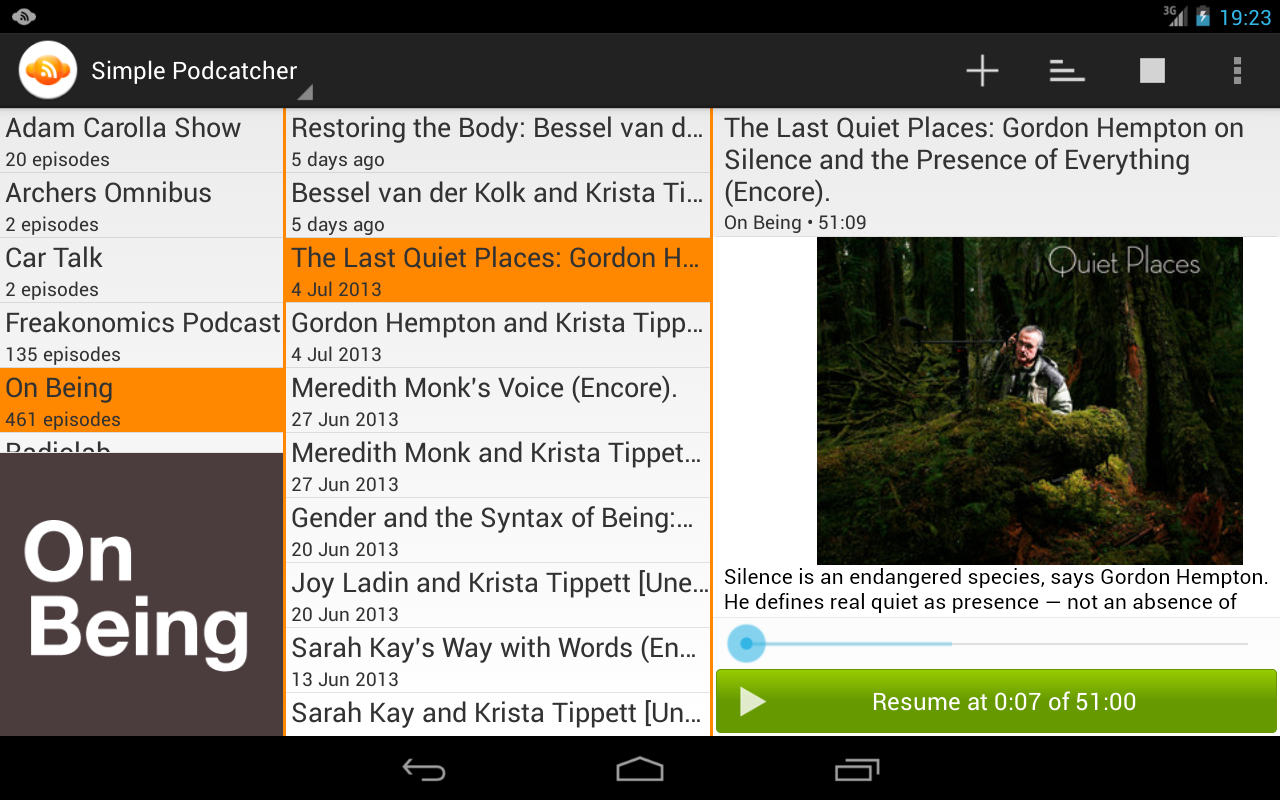 3G
19:23
Simple Podcatcher
Adam Carolla Show
20 episodes
Archers Omnibus
2 episodes
Car Talk
2 episodes
Freakonomics Podcast
135 episodes
On Being
461 episodes
Radiolab
On
Being
Restoring the Body: Bessel van d...
5 days ago
Bessel van der Kolk and Krista Ti...
5 days ago
The Last Quiet Places: Gordon H...
4 Jul 2013
Gordon Hempton and Krista Tipp...
4 Jul 2013
Meredith Monk's Voice (Encore).
27 Jun 2013
Meredith Monk and Krista Tippet...
27 Jun 2013
Gender and the Syntax of Being:...
20 Jun 2013
Joy Ladin and Krista Tippett [Une...
20 Jun 2013
Sarah Kay's Way with Words (En...
13 Jun 2013
Sarah Kay and Krista Tippett [Un...
The Last Quiet Places: Gordon Hempton on
Silence and the Presence of Everything
(Encore).
On Being • 51:09
Quiet Places
Silence is an endangered species, says Gordon Hempton.
He defines real quiet as presence — not an absence of
Resume at 0:07 of 51:00